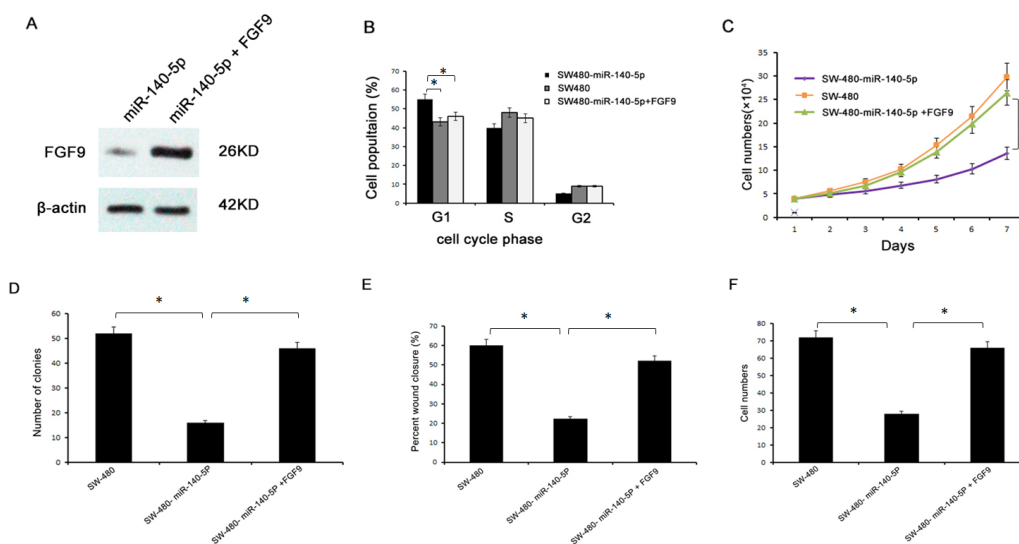 A
miR-140-5p
miR-140-5p + FGF9
FGF9
26KD
β-actin
42KD
B
SW480-miR-140-5p
SW480
SW480-miR-140-5p+FGF9
Cell popultaion (%)
70
60
50
40
30
20
10
0
* *
G1 S G2
cell cycle phase
C
SW-480-miR-140-5p
SW-480
SW-480-miR-140-5p +FGF9
Cell numbers(×10⁴)
35
30
25
20
15
10
5
0
1 2 3 4 5 6 7
Days
D
* *
Number of clonies
60
50
40
30
20
10
0
SW-480
SW-480- miR-140-5P
SW-480- miR-140-5P +FGF9
E
* *
Percent wound closure (%)
70
60
50
40
30
20
10
0
SW-480
SW-480- miR-140-5P
SW-480- miR-140-5P + FGF9
F
* *
Cell numbers
80
70
60
50
40
30
20
10
0
SW-480
SW-480- miR-140-5P
SW-480- miR-140-5P + FGF9